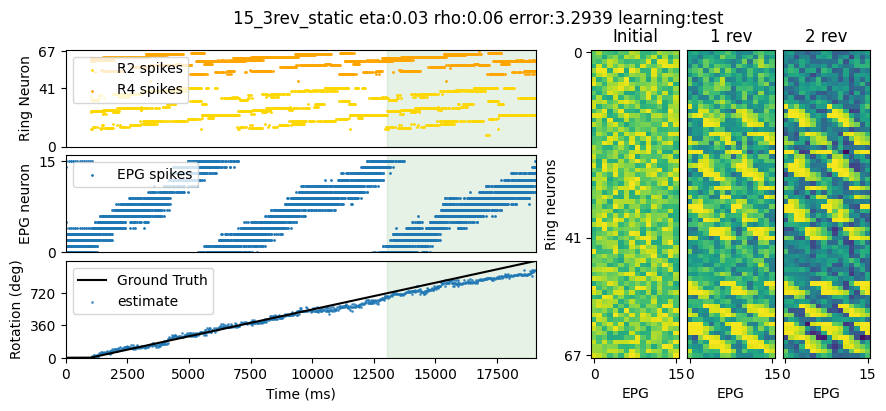 15_3rev_static eta:0.03 rho:0.06 error:3.2939 learning:test
Ring Neuron
67
41
0
R2 spikes
R4 spikes
EPG neuron
15
0
EPG spikes
Rotation (deg)
720
360
0
Ground Truth
estimate
0
2500
5000
7500
10000
12500
15000
17500
Time (ms)
Initial
1 rev
2 rev
Ring neurons
0
41
67
0
15
0
15
0
15
EPG
EPG
EPG